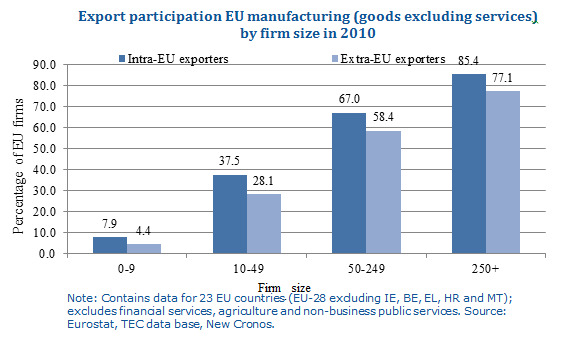 Export participation EU manufacturing (goods excluding services)
by firm size in 2010
Intra-EU exporters Extra-EU exporters
90.0
80.0
70.0
60.0
50.0
40.0
30.0
20.0
10.0
0.0
Percentage of EU firms
7.9 4.4
37.5 28.1
67.0 58.4
85.4 77.1
0-9 10-49 50-249 250+
Firm size
Note: Contains data for 23 EU countries (EU-28 excluding IE, BE, EL, HR and MT);
excludes financial services, agriculture and non-business public services. Source:
Eurostat, TEC data base, New Cronos.